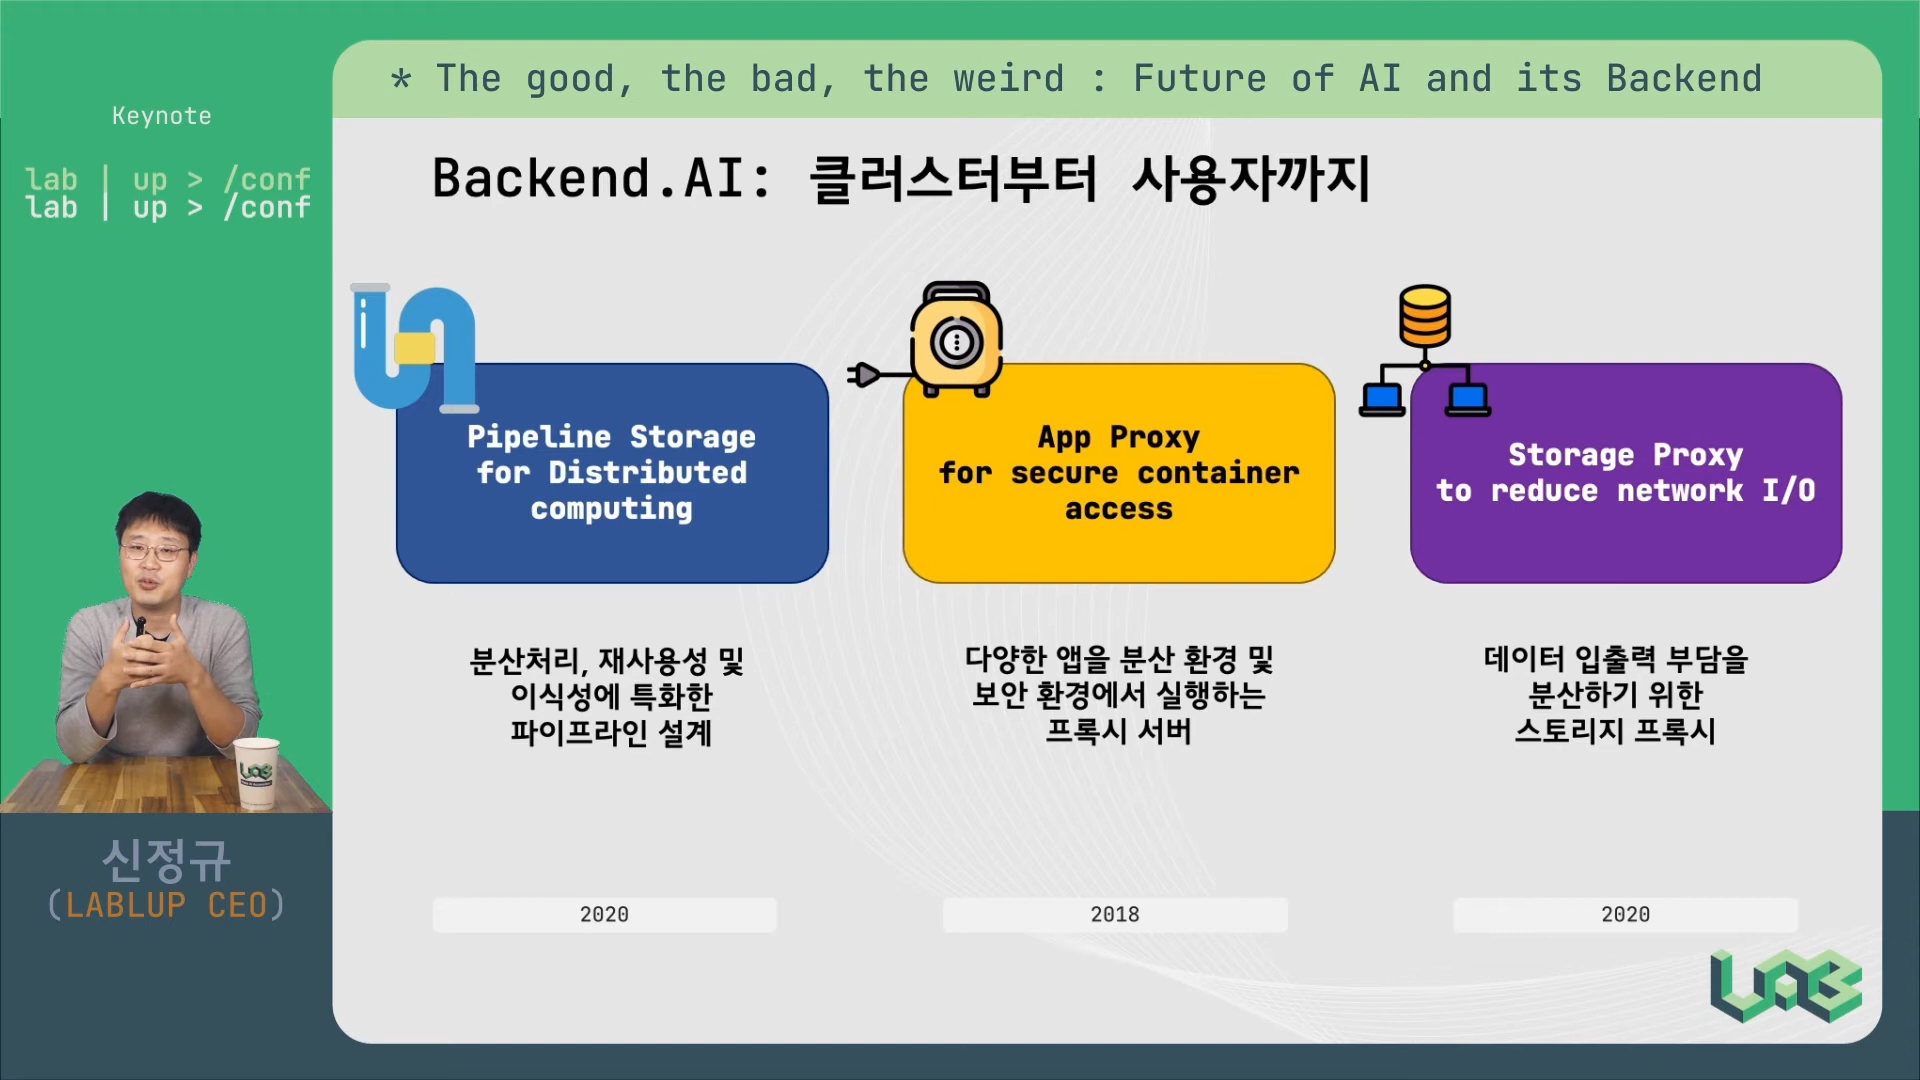 * The good, the bad, the weird : Future of AI and its Backend
Keynote
lab | up > /conf
lab | up > /conf
Backend.AI: 클러스터부터 사용자까지
Pipeline Storage
for Distributed
computing
App Proxy
for secure container
access
Storage Proxy
to reduce network I/O
분산처리, 재사용성 및
이식성에 특화한
파이프라인 설계
다양한 앱을 분산 환경 및
보안 환경에서 실행하는
프록시 서버
데이터 입출력 부담을
분산하기 위한
스토리지 프록시
2020
2018
2020
신정규
(LABLUP CEO)
LAB
LAB